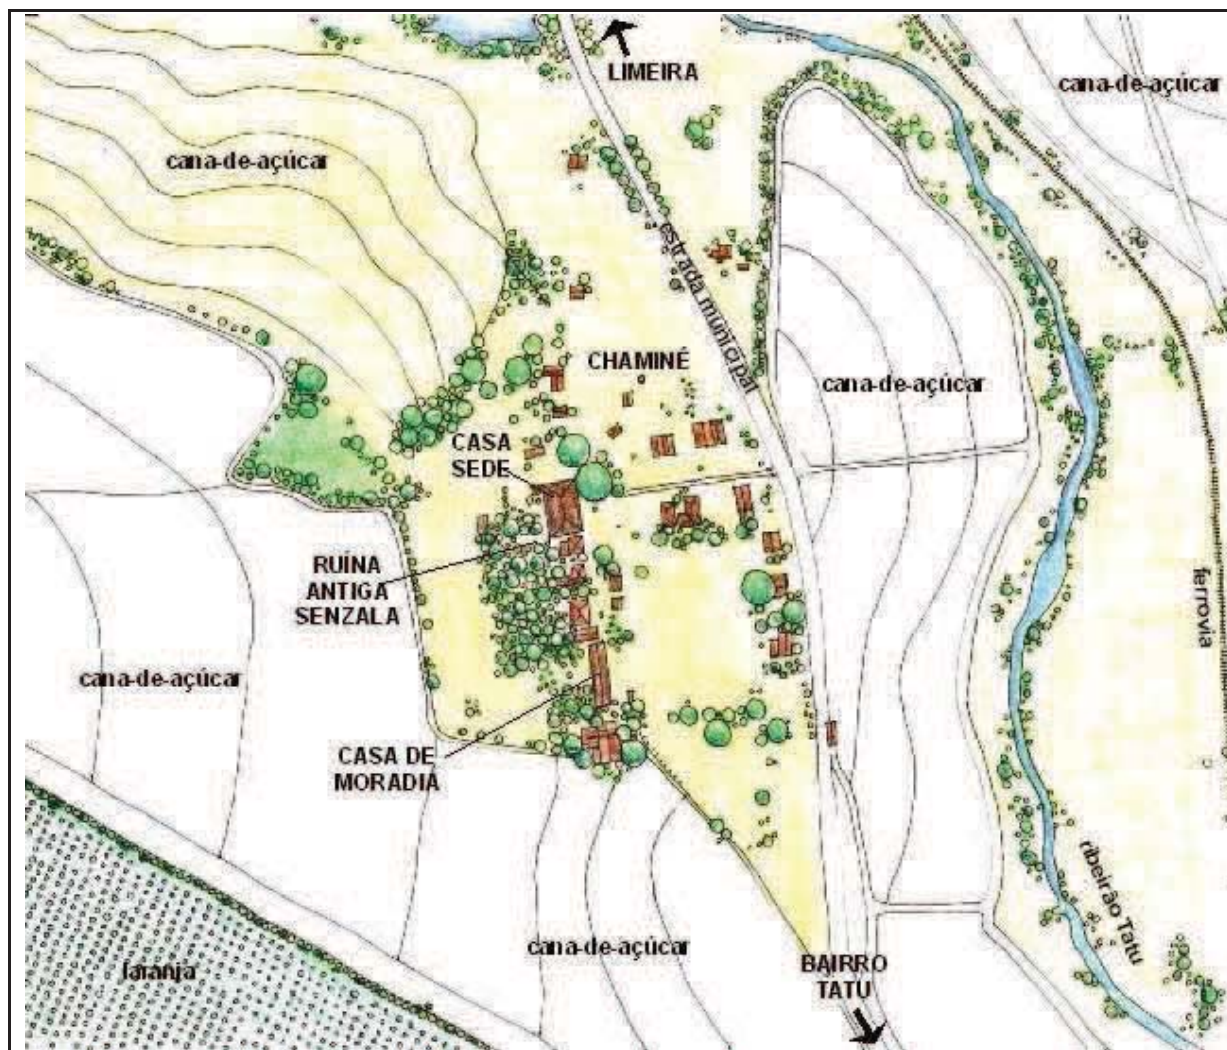 LIMEIRA
cana-de-açúcar
cana-de-açúcar
estrada municipal
CHAMINÉ
cana-de-açúcar
CASA
SEDE
RUÍNA
ANTIGA
SENZALA
ferrovia
cana-de-açúcar
CASA DE
MORADIA
ribeirão Tatu
cana-de-açúcar
laranja
BAIRRO
TATU